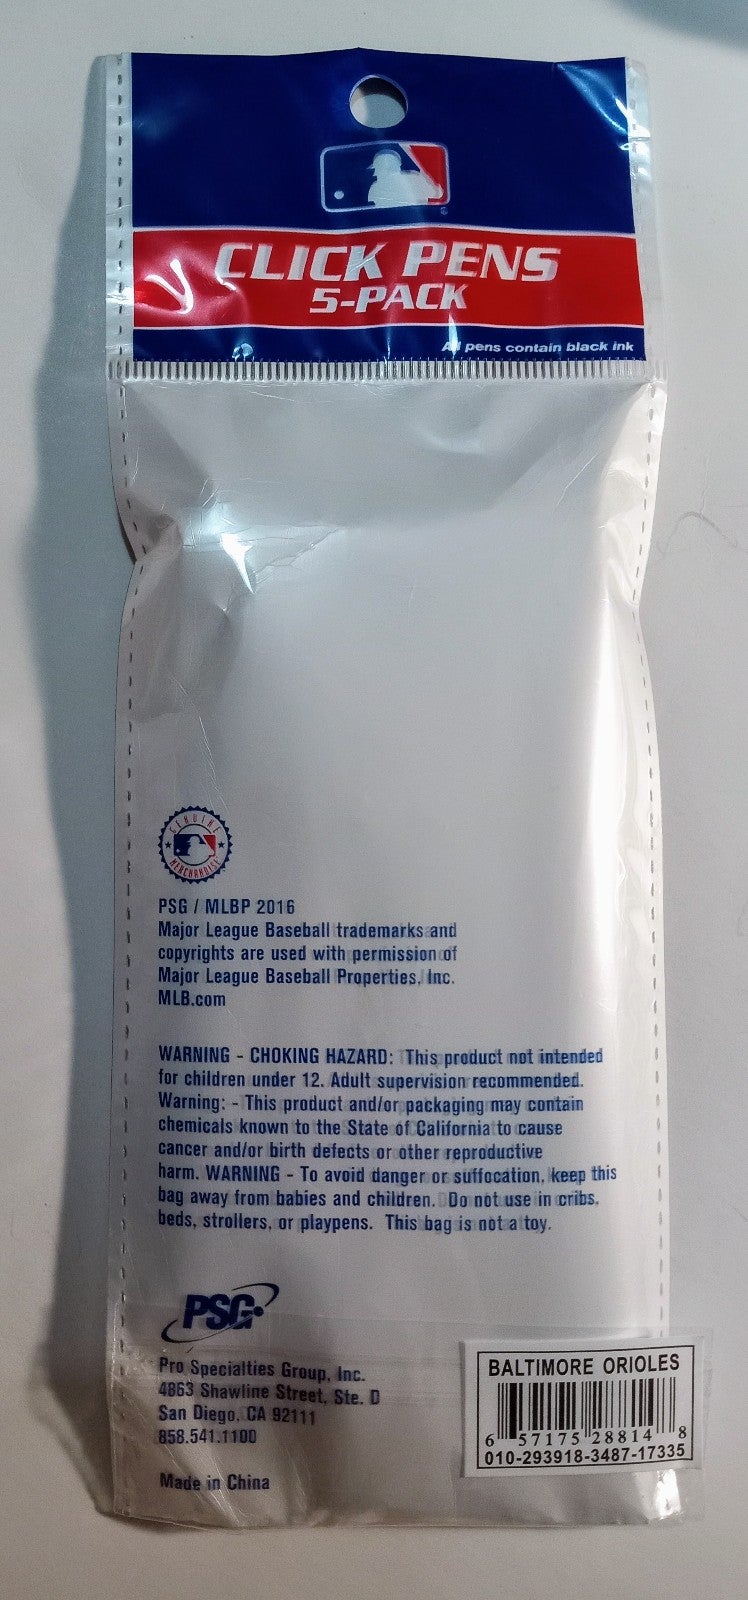 CLICK PENS
5-PACK
All pens contain black ink
GENUINE
MERCHANDISE
PSG / MLBP 2016
Major League Baseball trademarks and
copyrights are used with permission of
Major League Baseball Properties, Inc.
MLB.com
WARNING - CHOKING HAZARD: This product not intended
for children under 12. Adult supervision recommended.
Warning: - This product and/or packaging may contain
chemicals known to the State of California to cause
cancer and/or birth defects or other reproductive
harm. WARNING - To avoid danger or suffocation, keep this
bag away from babies and children. Do not use in cribs,
beds, strollers, or playpens. This bag is not a toy.
PSG
Pro Specialties Group, Inc.
4863 Shawline Street, Ste. D
San Diego, CA 92111
858.541.1100
Made in China
BALTIMORE ORIOLES
6 57175 28814 8
010-293918-3487-17335